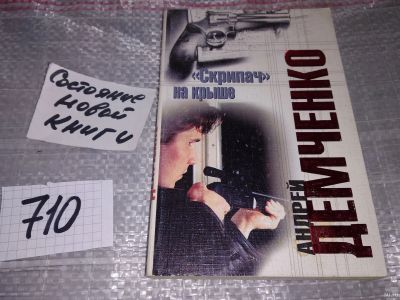 Состояние
новой
книги
710
«Скрипач»
на крыше
АНДРЕЙ
ДЕМЧЕНКО